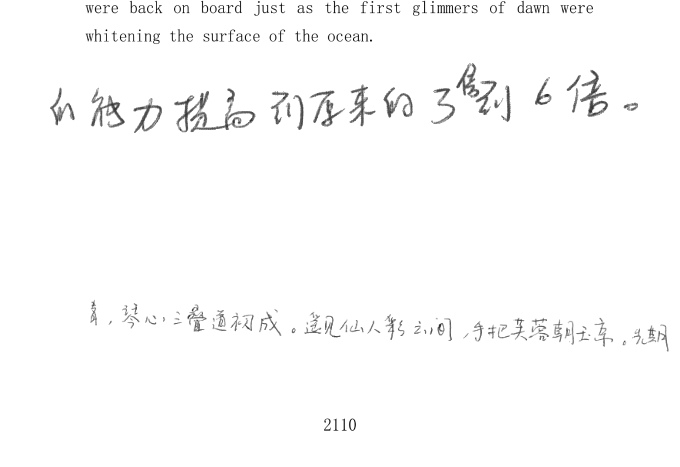 were back on board just as the first glimmers of dawn were
whitening the surface of the ocean.
的能力提高到原来的3倍到6倍。
,琴心三叠道初成。遥见仙人彩云间,手把芙蓉朝玉京。先期
2110